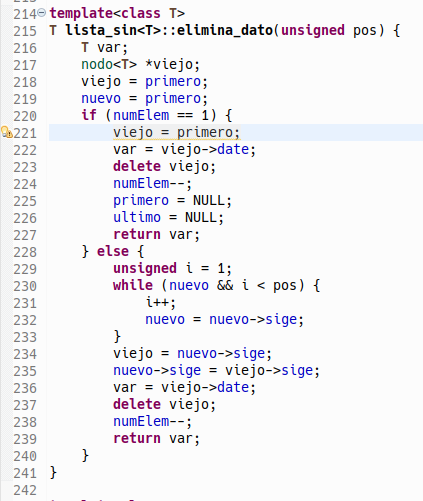 214 template<class T>
215 T lista_sin<T>::elimina_dato(unsigned pos) {
216     T var;
217     nodo<T> *viejo;
218     viejo = primero;
219     nuevo = primero;
220     if (numElem == 1) {
221         viejo = primero;
222         var = viejo->date;
223         delete viejo;
224         numElem--;
225         primero = NULL;
226         ultimo = NULL;
227         return var;
228     } else {
229         unsigned i = 1;
230         while (nuevo && i < pos) {
231             i++;
232             nuevo = nuevo->sige;
233         }
234         viejo = nuevo->sige;
235         nuevo->sige = viejo->sige;
236         var = viejo->date;
237         delete viejo;
238         numElem--;
239         return var;
240     }
241 }
242